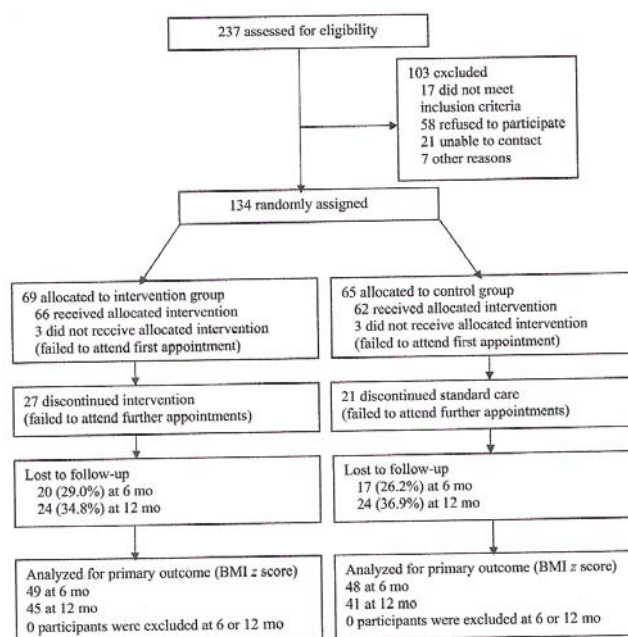 237 assessed for eligibility
103 excluded
17 did not meet
inclusion criteria
58 refused to participate
21 unable to contact
7 other reasons
134 randomly assigned
69 allocated to intervention group
66 received allocated intervention
3 did not receive allocated intervention
(failed to attend first appointment)
65 allocated to control group
62 received allocated intervention
3 did not receive allocated intervention
(failed to attend first appointment)
27 discontinued intervention
(failed to attend further appointments)
21 discontinued standard care
(failed to attend further appointments)
Lost to follow-up
20 (29.0%) at 6 mo
24 (34.8%) at 12 mo
Lost to follow-up
17 (26.2%) at 6 mo
24 (36.9%) at 12 mo
Analyzed for primary outcome (BMI z score)
49 at 6 mo
45 at 12 mo
0 participants were excluded at 6 or 12 mo
Analyzed for primary outcome (BMI z score)
48 at 6 mo
41 at 12 mo
0 participants were excluded at 6 or 12 mo